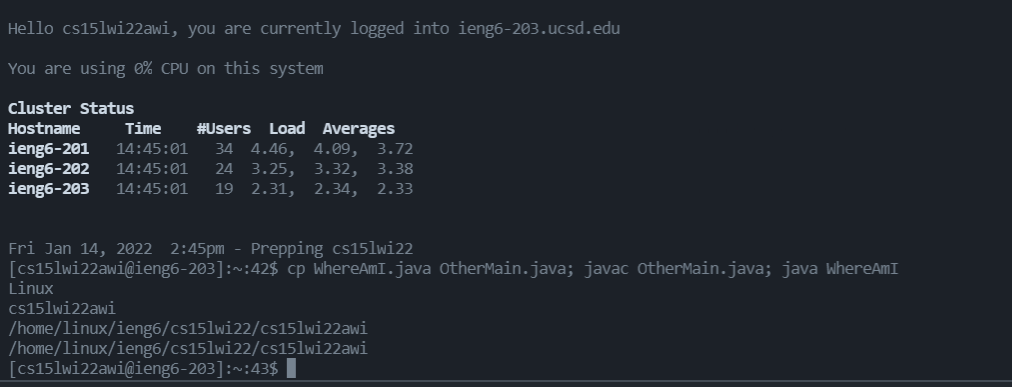 Hello cs15lwi22awi, you are currently logged into ieng6-203.ucsd.edu
You are using 0% CPU on this system
Cluster Status
Hostname     Time    #Users  Load  Averages
ieng6-201   14:45:01   34  4.46,  4.09,  3.72
ieng6-202   14:45:01   24  3.25,  3.32,  3.38
ieng6-203   14:45:01   19  2.31,  2.34,  2.33
Fri Jan 14, 2022  2:45pm - Prepping cs15lwi22
[cs15lwi22awi@ieng6-203]:~:42$ cp WhereAmI.java OtherMain.java; javac OtherMain.java; java WhereAmI
Linux
cs15lwi22awi
/home/linux/ieng6/cs15lwi22/cs15lwi22awi
/home/linux/ieng6/cs15lwi22/cs15lwi22awi
[cs15lwi22awi@ieng6-203]:~:43$